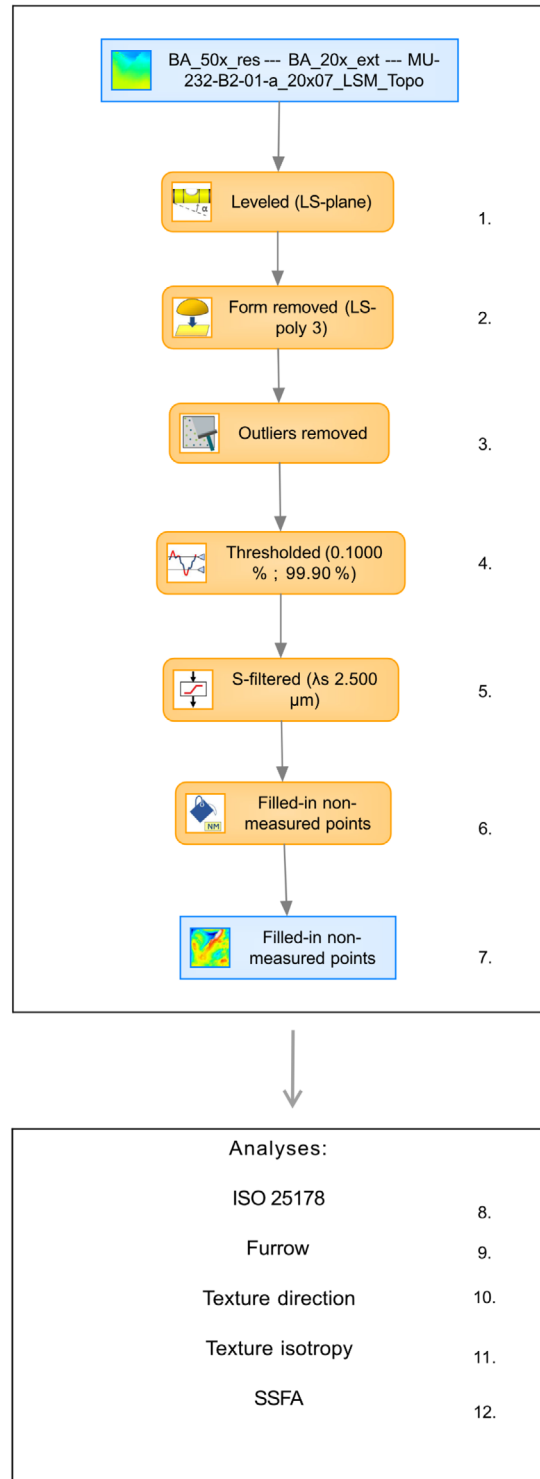 BA_50x_res --- BA_20x_ext --- MU-
232-B2-01-a_20x07_LSM_Topo
α
Leveled (LS-plane)
1.
Form removed (LS-
poly 3)
2.
Outliers removed
3.
Thresholded (0.1000
% ; 99.90 %)
4.
S-filtered (λs 2.500
µm)
5.
NM
Filled-in non-
measured points
6.
Filled-in non-
measured points
7.
Analyses:
ISO 25178
8.
Furrow
9.
Texture direction
10.
Texture isotropy
11.
SSFA
12.